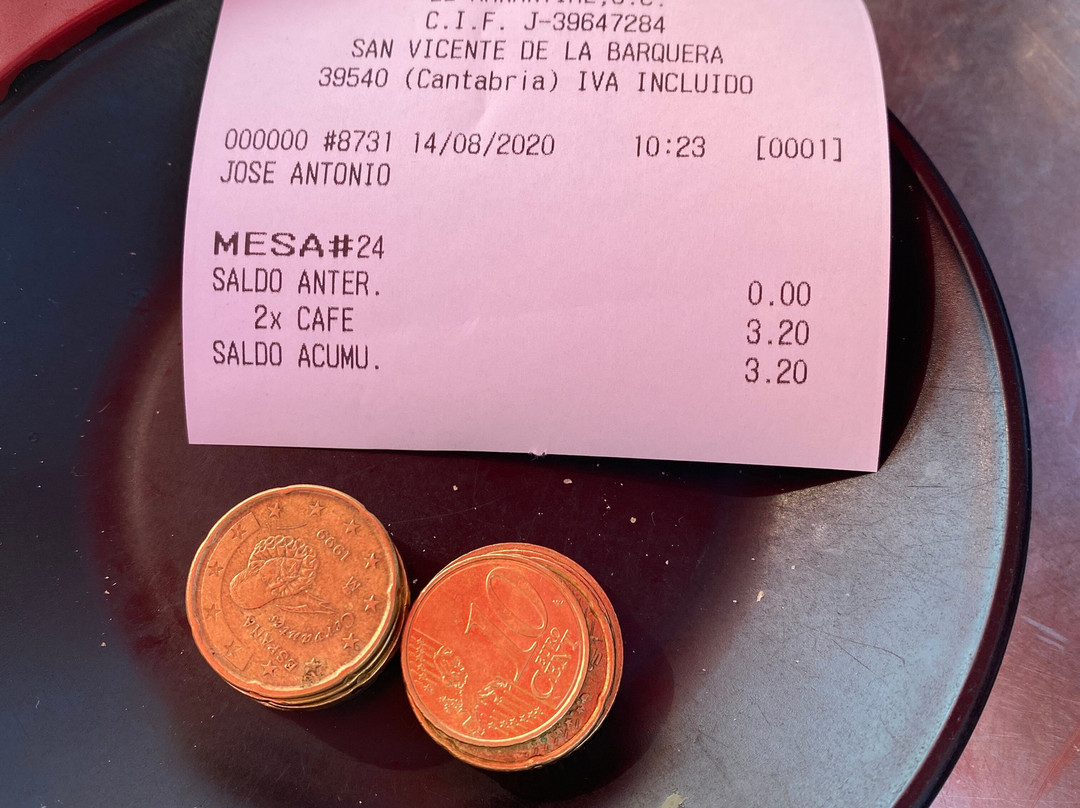 C.I.F. J-39647284
SAN VICENTE DE LA BARQUERA
39540 (Cantabria) IVA INCLUIDO
000000 #8731 14/08/2020 10:23 [0001]
JOSE ANTONIO
MESA#24
SALDO ANTER. 0.00
2x CAFE 3.20
SALDO ACUMU. 3.20
1999
Cervantes
ESPAÑA
10
EURO
CENT